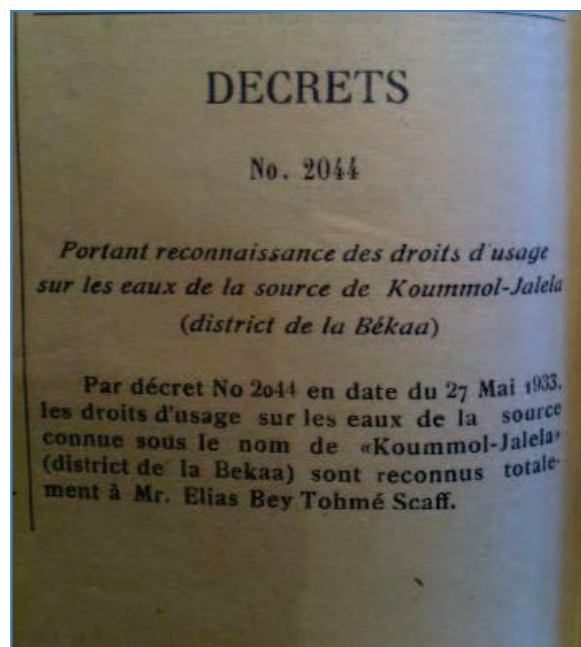 DECRETS
No. 2044
Portant reconnaissance des droits d'usage
sur les eaux de la source de Koummol-Jalela
(district de la Békaa)
Par décret No 2044 en date du 27 Mai 1933,
les droits d'usage sur les eaux de la source
connue sous le nom de «Koummol-Jalela»
(district de la Bekaa) sont reconnus totale-
ment à Mr. Elias Bey Tohmé Scaff.